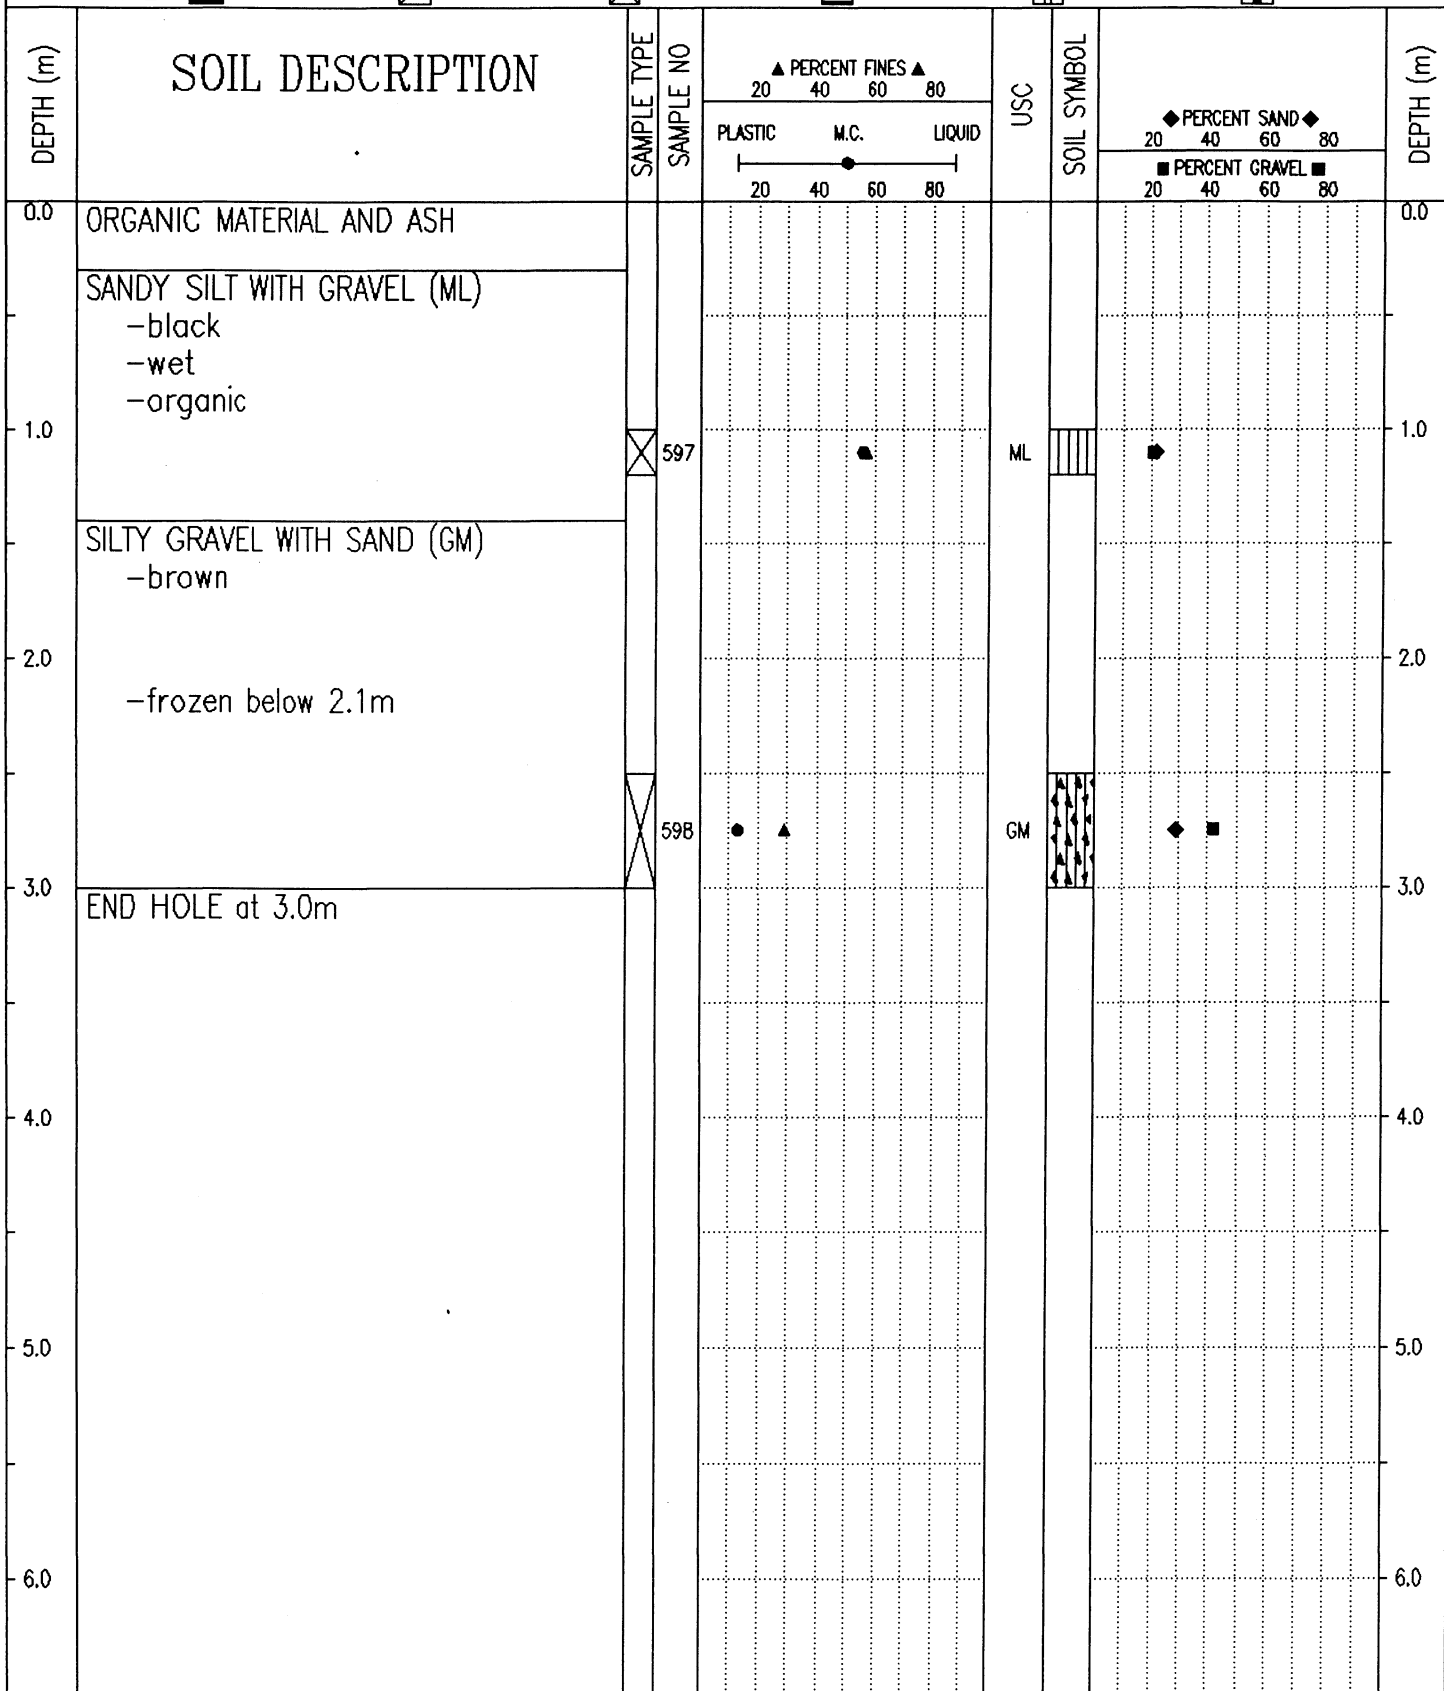 DEPTH (m)
SOIL DESCRIPTION
SAMPLE TYPE
SAMPLE NO
▲ PERCENT FINES ▲
20 40 60 80
PLASTIC M.C. LIQUID
20 40 60 80
USC
SOIL SYMBOL
◆ PERCENT SAND ◆
20 40 60 80
■ PERCENT GRAVEL ■
20 40 60 80
DEPTH (m)
0.0 ORGANIC MATERIAL AND ASH 0.0
SANDY SILT WITH GRAVEL (ML)
-black
-wet
-organic
1.0 1.0
597 ML
SILTY GRAVEL WITH SAND (GM)
-brown
2.0 2.0
-frozen below 2.1m
598 GM
3.0 3.0
END HOLE at 3.0m
4.0 4.0
5.0 5.0
6.0 6.0